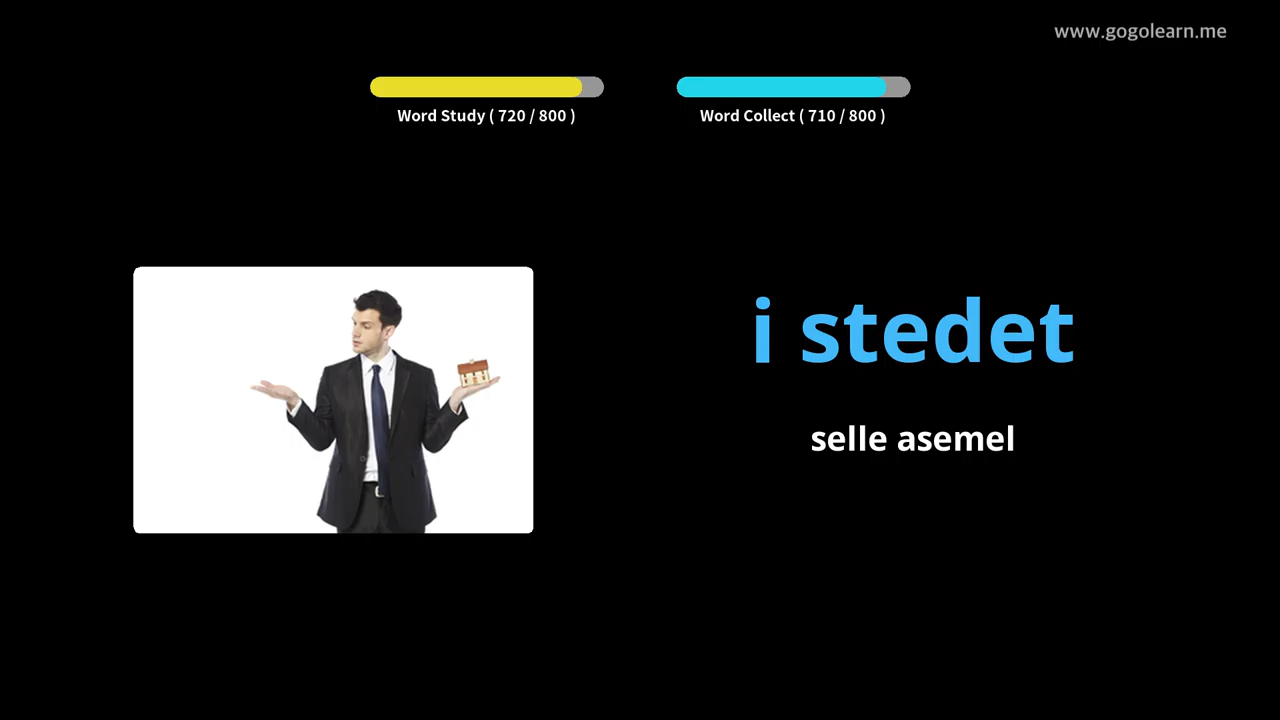 www.gogolearn.me
Word Study ( 720 / 800 )
Word Collect ( 710 / 800 )
i stedet
selle asemel